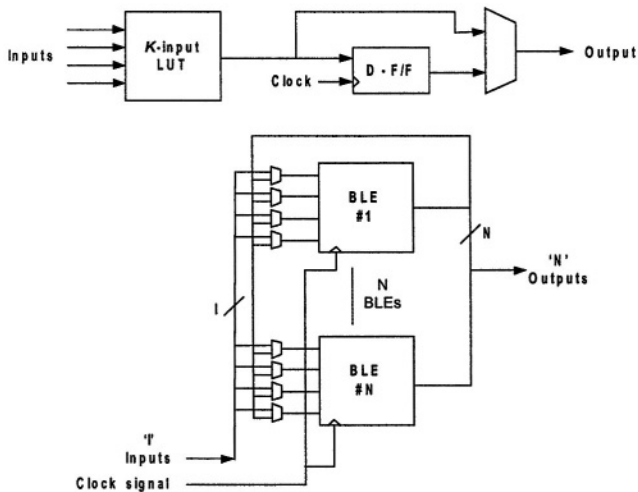 Inputs
K-input
LUT
Clock
D - F/F
Output
BLE
#1
N
'N'
Outputs
N
BLEs
I
BLE
#N
'I'
Inputs
Clock signal